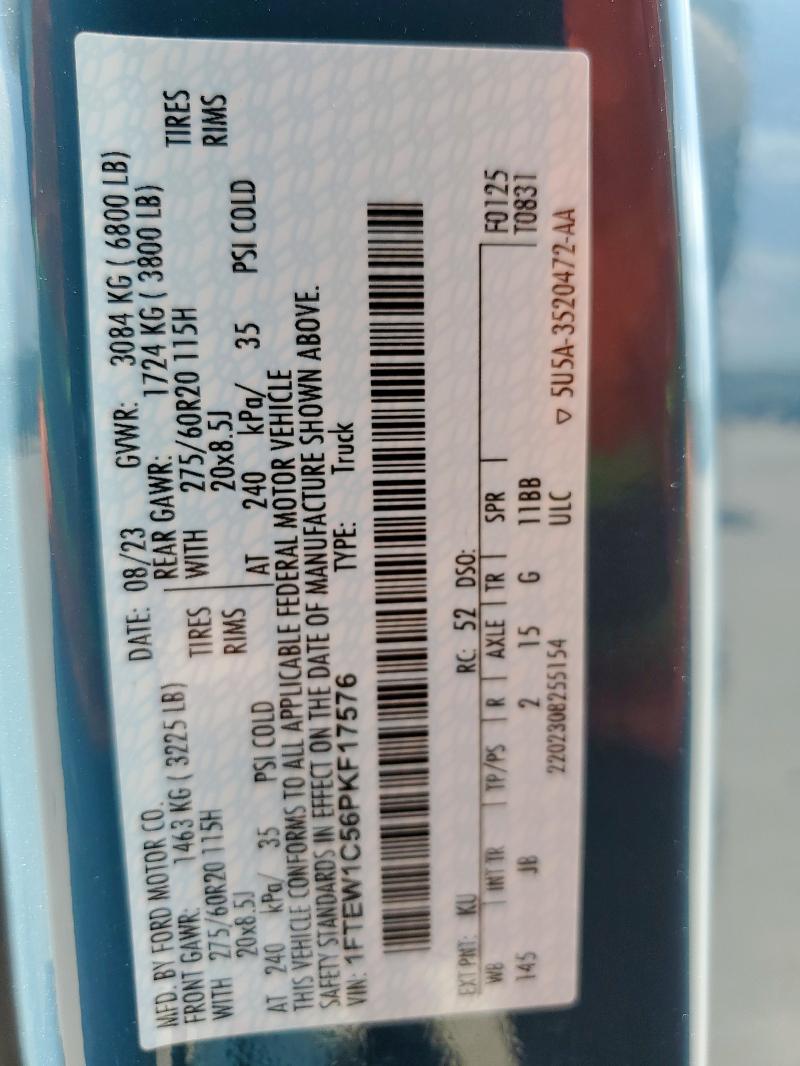 MFD. BY FORD MOTOR CO.
DATE: 08/23 GVWR: 3084 KG ( 6800 LB)
FRONT GAWR: 1463 KG ( 3225 LB)
REAR GAWR: 1724 KG ( 3800 LB)
WITH 275/60R20 115H TIRES
WITH 275/60R20 115H TIRES
20x8.5J RIMS
20x8.5J RIMS
AT 240 kPa/ 35 PSI COLD
AT 240 kPa/ 35 PSI COLD
THIS VEHICLE CONFORMS TO ALL APPLICABLE FEDERAL MOTOR VEHICLE
SAFETY STANDARDS IN EFFECT ON THE DATE OF MANUFACTURE SHOWN ABOVE.
VIN: 1FTEW1C56PKF17576 TYPE: Truck
EXT PNT: KU RC: 52 DSO:
WB INT TR TP/PS R AXLE TR SPR F0125
145 JB 2 15 G 11BB T0831
2202308255154 ULC
▽ 5U5A-3520472-AA